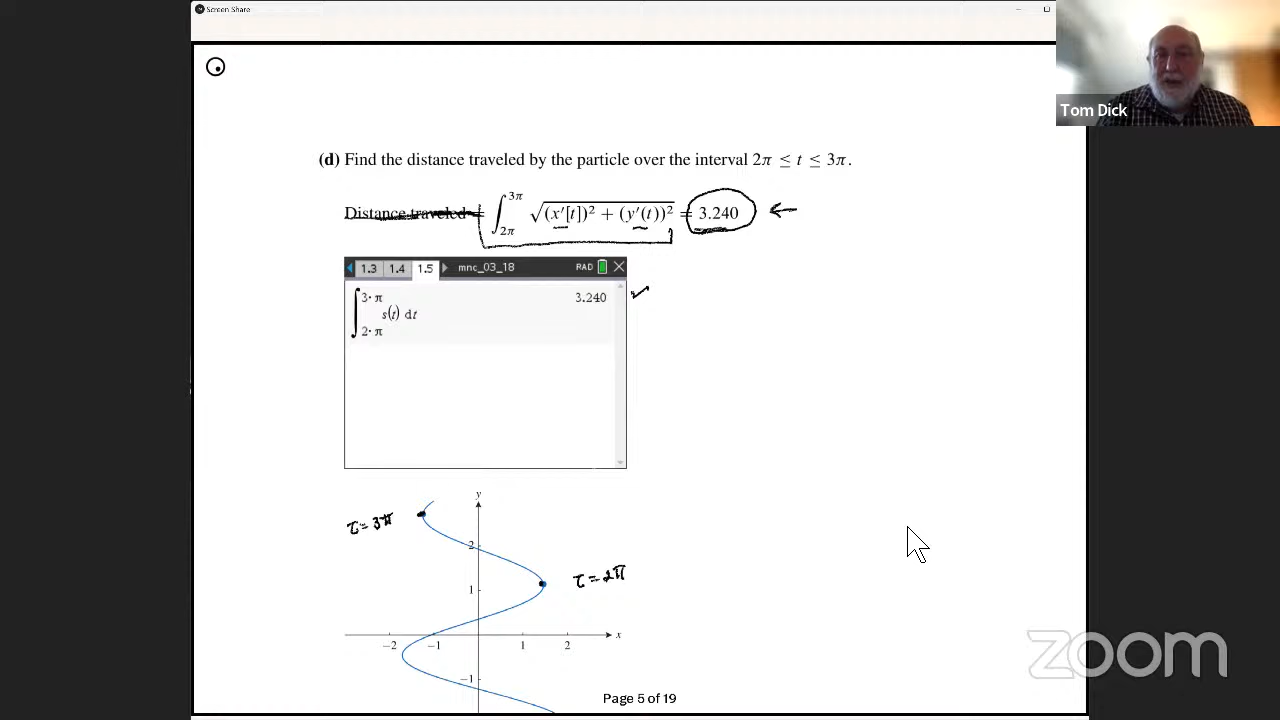 Screen Share
Tom Dick
(d) Find the distance traveled by the particle over the interval 2π ≤ t ≤ 3π.
Distance traveled = ∫_{2π}^{3π} √(x′[t])² + (y′(t))² = 3.240 ←
1.3 1.4 1.5 mnc_03_18 RAD
∫_{2·π}^{3·π} s(t) dt 3.240 ✓
y
t=3π
2
t=2π
1
x
−2 −1 1 2
−1
zoom
Page 5 of 19